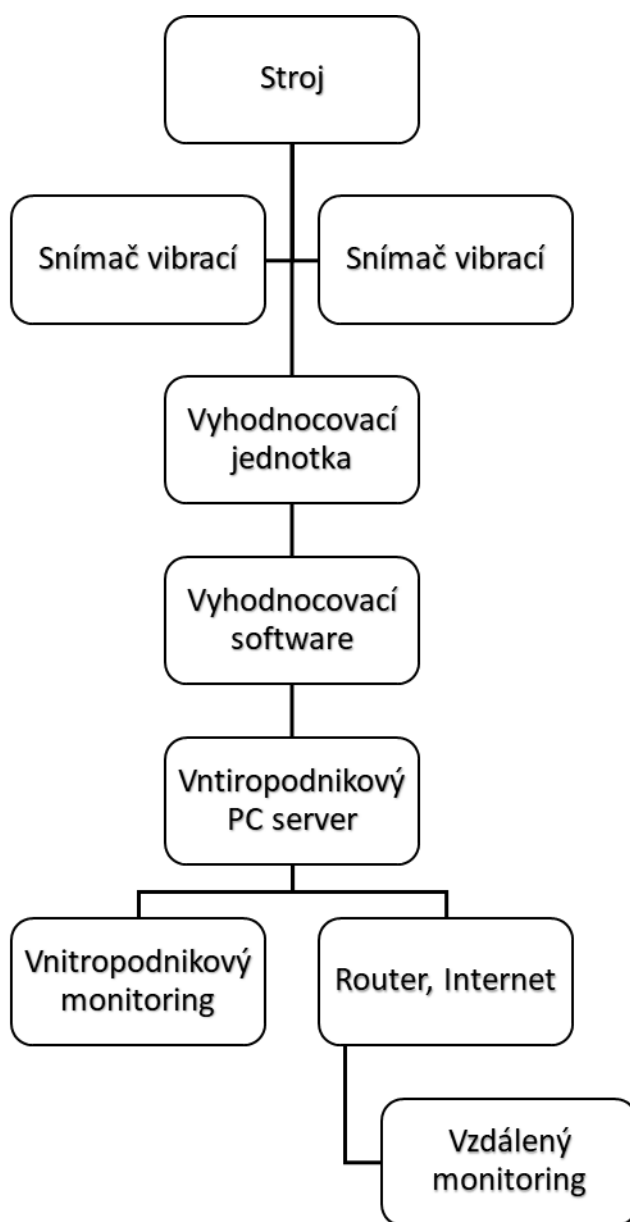 Stroj
Snímač vibrací
Snímač vibrací
Vyhodnocovací
jednotka
Vyhodnocovací
software
Vntiropodnikový
PC server
Vnitropodnikový
monitoring
Router, Internet
Vzdálený
monitoring